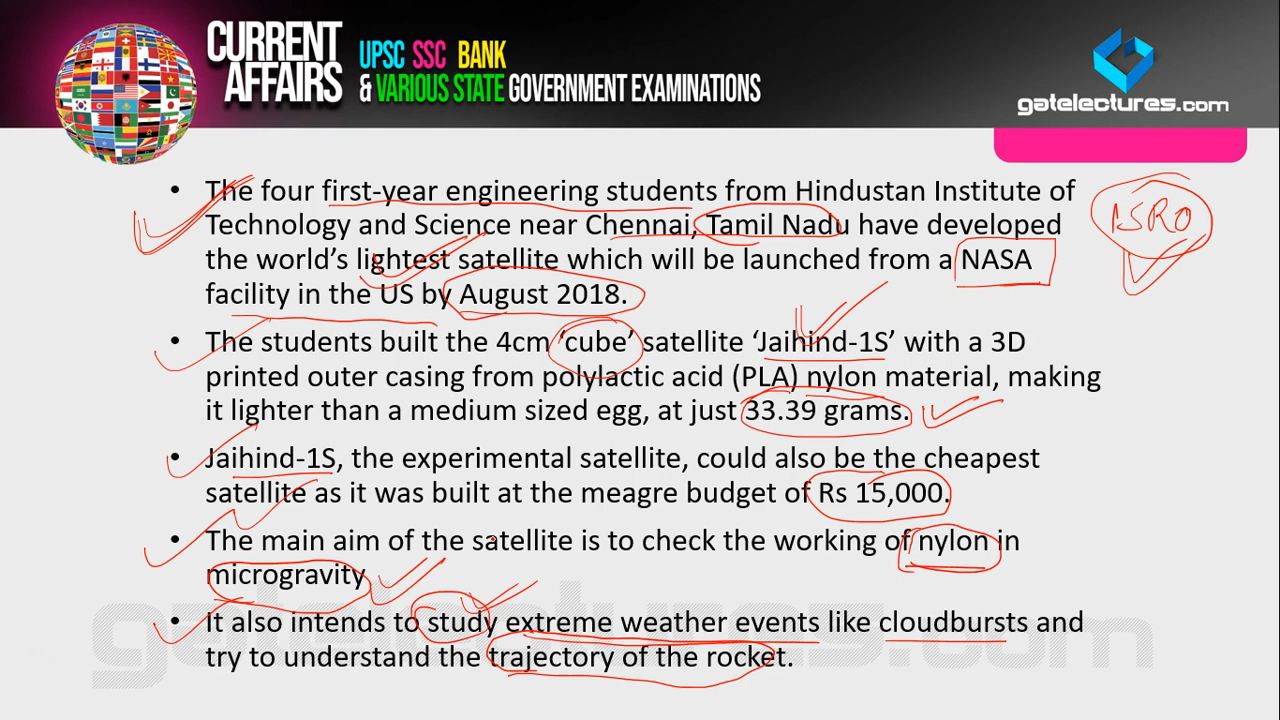 CURRENT
AFFAIRS
UPSC SSC BANK
& VARIOUS STATE GOVERNMENT EXAMINATIONS
gatelectures.com
• The four first-year engineering students from Hindustan Institute of
Technology and Science near Chennai, Tamil Nadu have developed
the world's lightest satellite which will be launched from a NASA
facility in the US by August 2018.
ISRO
• The students built the 4cm 'cube' satellite 'Jaihind-1S' with a 3D
printed outer casing from polylactic acid (PLA) nylon material, making
it lighter than a medium sized egg, at just 33.39 grams.
• Jaihind-1S, the experimental satellite, could also be the cheapest
satellite as it was built at the meagre budget of Rs 15,000.
• The main aim of the satellite is to check the working of nylon in
microgravity
• It also intends to study extreme weather events like cloudbursts and
try to understand the trajectory of the rocket.
gatelectures.com